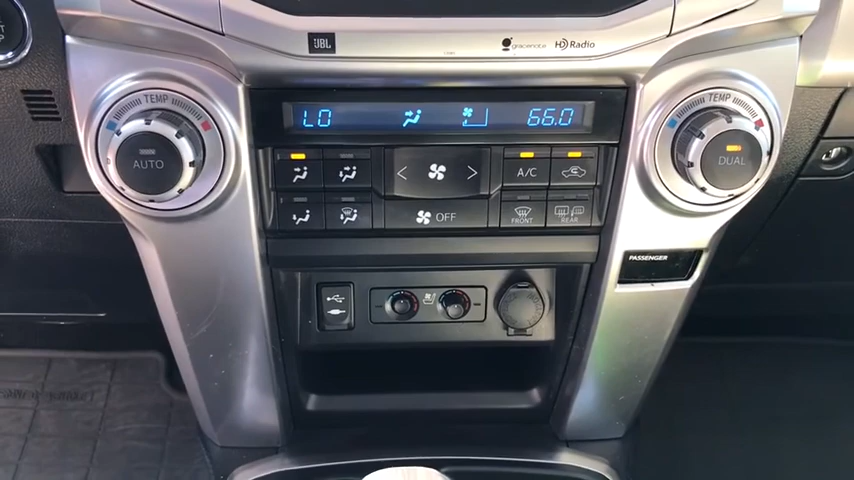 JBL
gracenote
HD Radio
TEMP
TEMP
LO
66.0
AUTO
DUAL
A/C
OFF
FRONT
REAR
PASSENGER